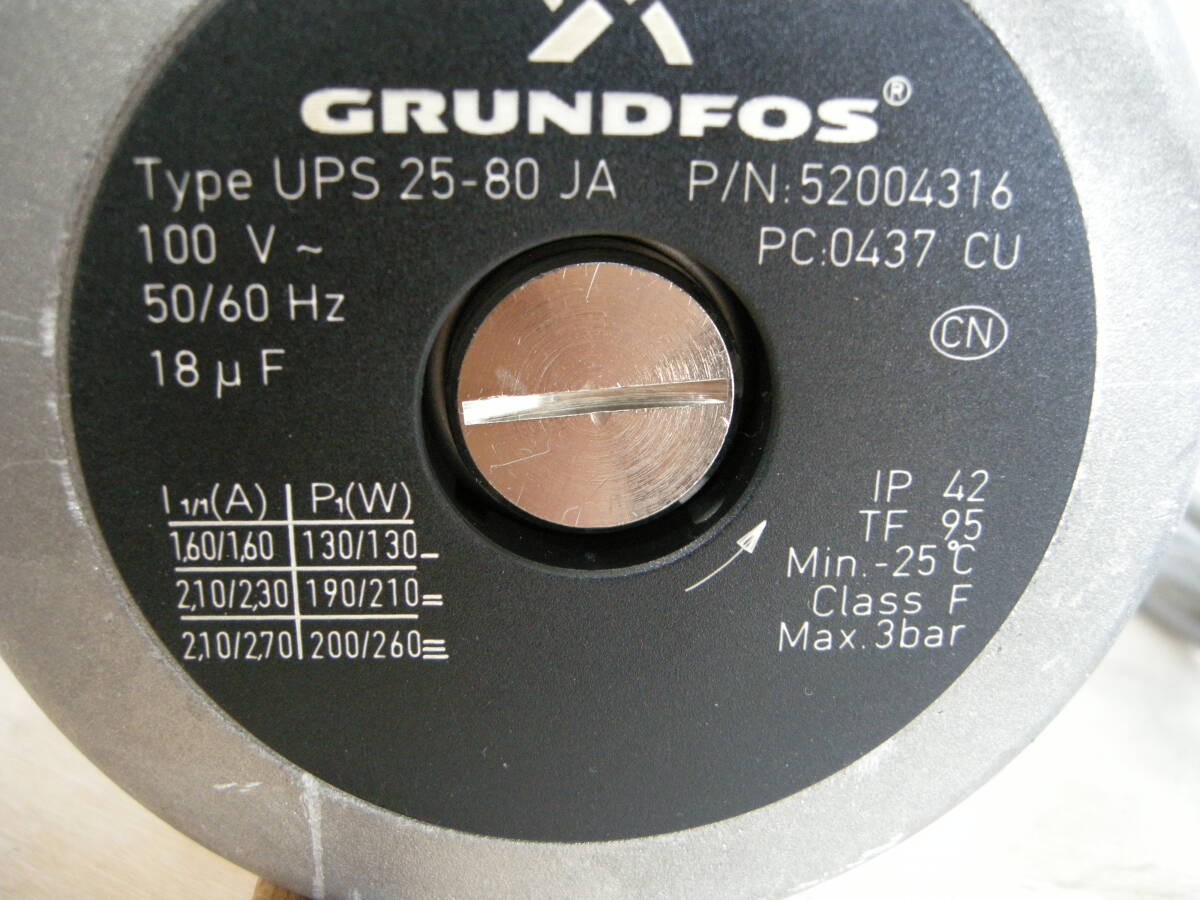 GRUNDFOS®
Type UPS 25-80 JA P/N:52004316
100 V ~ PC:0437 CU
50/60 Hz
18 µ F
CN
I 1/1(A) P1(W)
1,60/1,60 130/130
2,10/2,30 190/210
2,10/2,70 200/260
IP 42
TF 95
Min.-25°C
Class F
Max.3bar